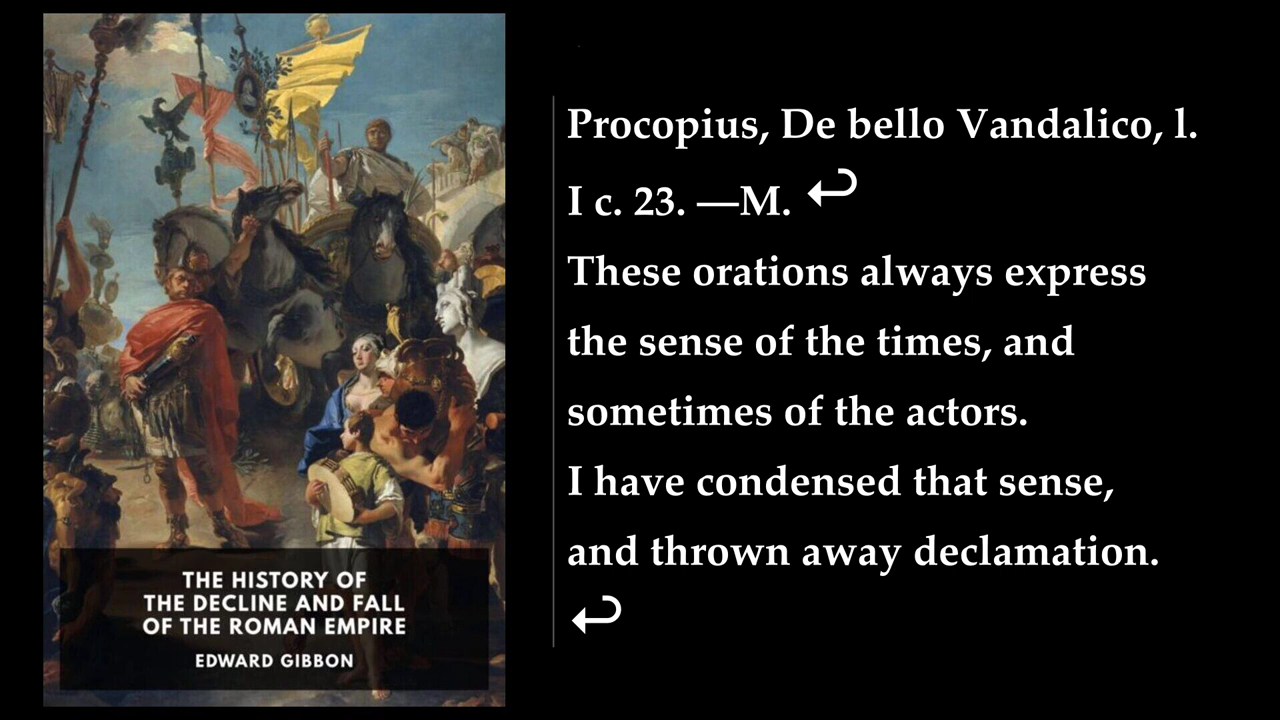 Procopius, De bello Vandalico, l.
I c. 23. —M. ↩
These orations always express
the sense of the times, and
sometimes of the actors.
I have condensed that sense,
and thrown away declamation.
↩
THE HISTORY OF
THE DECLINE AND FALL
OF THE ROMAN EMPIRE
EDWARD GIBBON